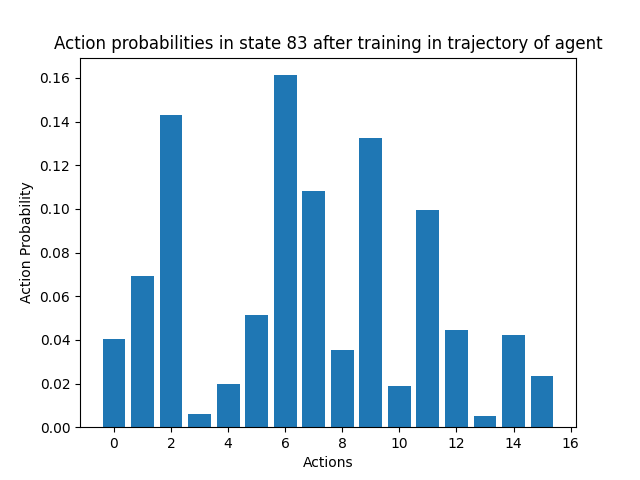 Action probabilities in state 83 after training in trajectory of agent
0.16
0.14
0.12
0.10
0.08
0.06
0.04
0.02
0.00
Action Probability
0 2 4 6 8 10 12 14 16
Actions